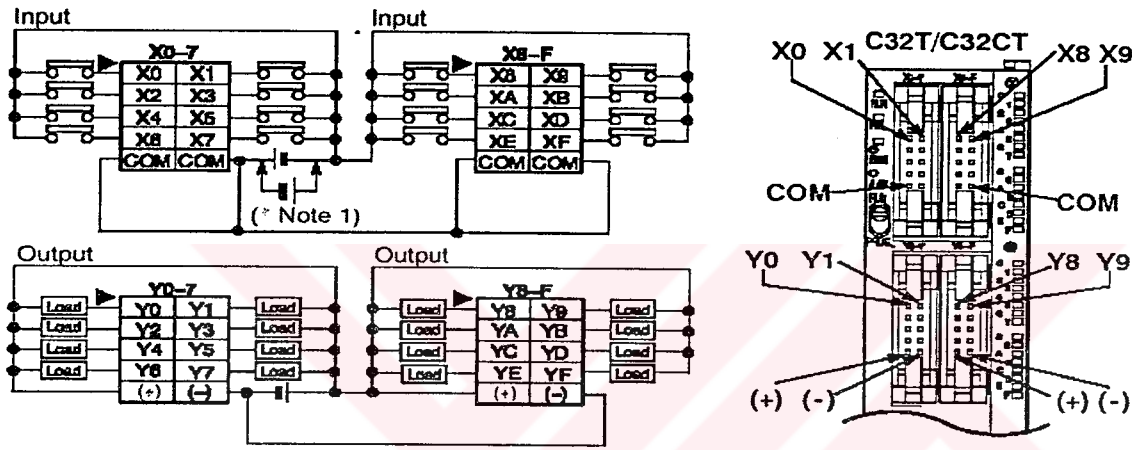 Input
X0-7
X0 X1
X2 X3
X4 X5
X6 X7
COM COM
(* Note 1)
Input
X8-F
X8 X9
XA XB
XC XD
XE XF
COM COM
Output
Y0-7
Load Y0 Y1 Load
Load Y2 Y3 Load
Load Y4 Y5 Load
Load Y6 Y7 Load
(+) (-)
Output
Y8-F
Load Y8 Y9 Load
Load YA YB Load
Load YC YD Load
Load YE YF Load
(+) (-)
C32T/C32CT
X0 X1 X8 X9
COM COM
Y0 Y1 Y8 Y9
(+) (-) (+) (-)